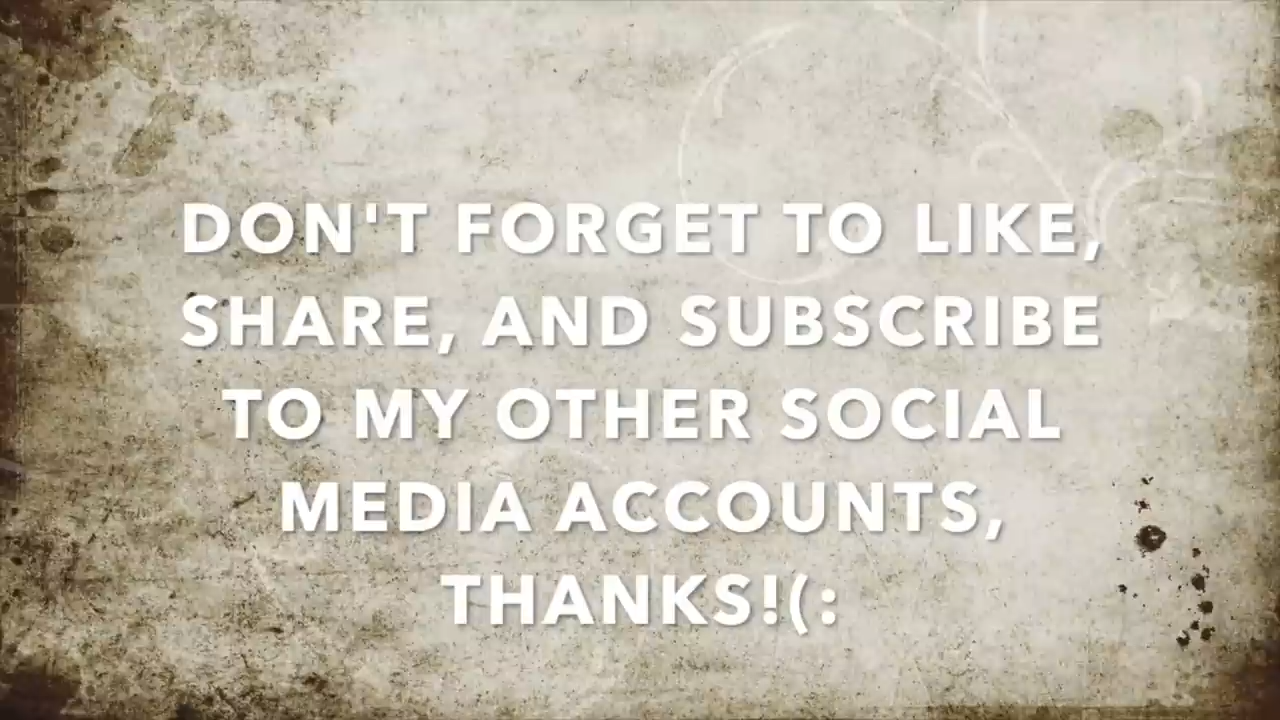 DON'T FORGET TO LIKE,
SHARE, AND SUBSCRIBE
TO MY OTHER SOCIAL
MEDIA ACCOUNTS,
THANKS!(: